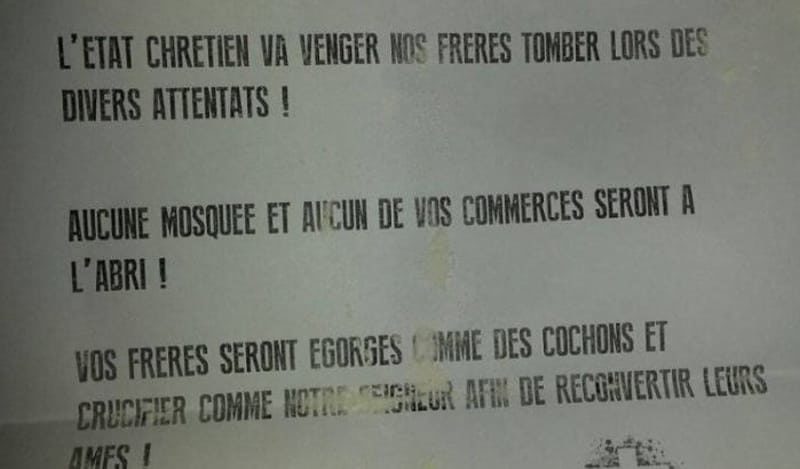 L'ETAT CHRETIEN VA VENGER NOS FRERES TOMBER LORS DES
DIVERS ATTENTATS !
AUCUNE MOSQUEE ET AUCUN DE VOS COMMERCES SERONT A
L'ABRI !
VOS FRERES SERONT EGORGES COMME DES COCHONS ET
CRUCIFIER COMME NOTRE SEIGNEUR AFIN DE RECONVERTIR LEURS
AMES !